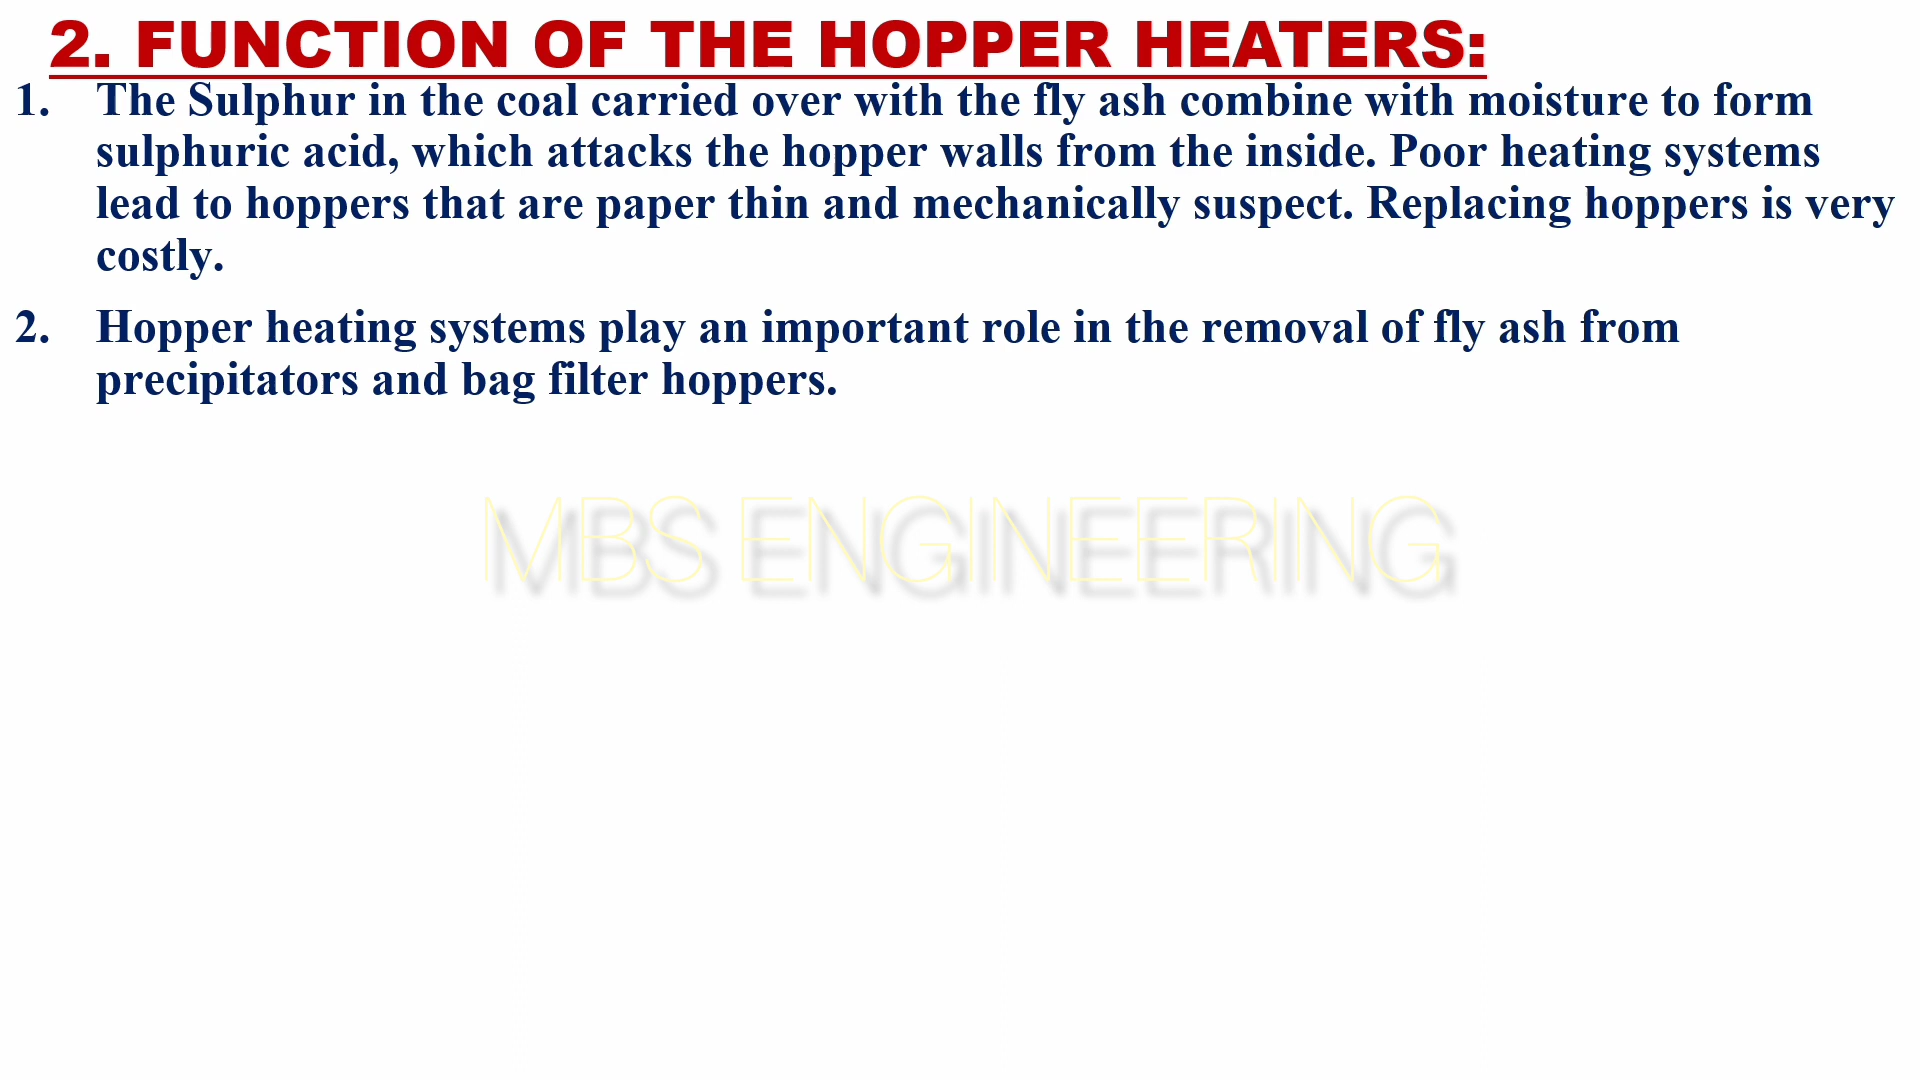 2. FUNCTION OF THE HOPPER HEATERS:
1. The Sulphur in the coal carried over with the fly ash combine with moisture to form
sulphuric acid, which attacks the hopper walls from the inside. Poor heating systems
lead to hoppers that are paper thin and mechanically suspect. Replacing hoppers is very
costly.
2. Hopper heating systems play an important role in the removal of fly ash from
precipitators and bag filter hoppers.
MBS ENGINEERING